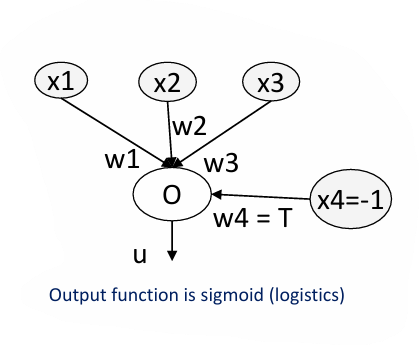 x1 x2 x3
w2
w1 w3
O x4=-1
w4 = T
u
Output function is sigmoid (logistics)